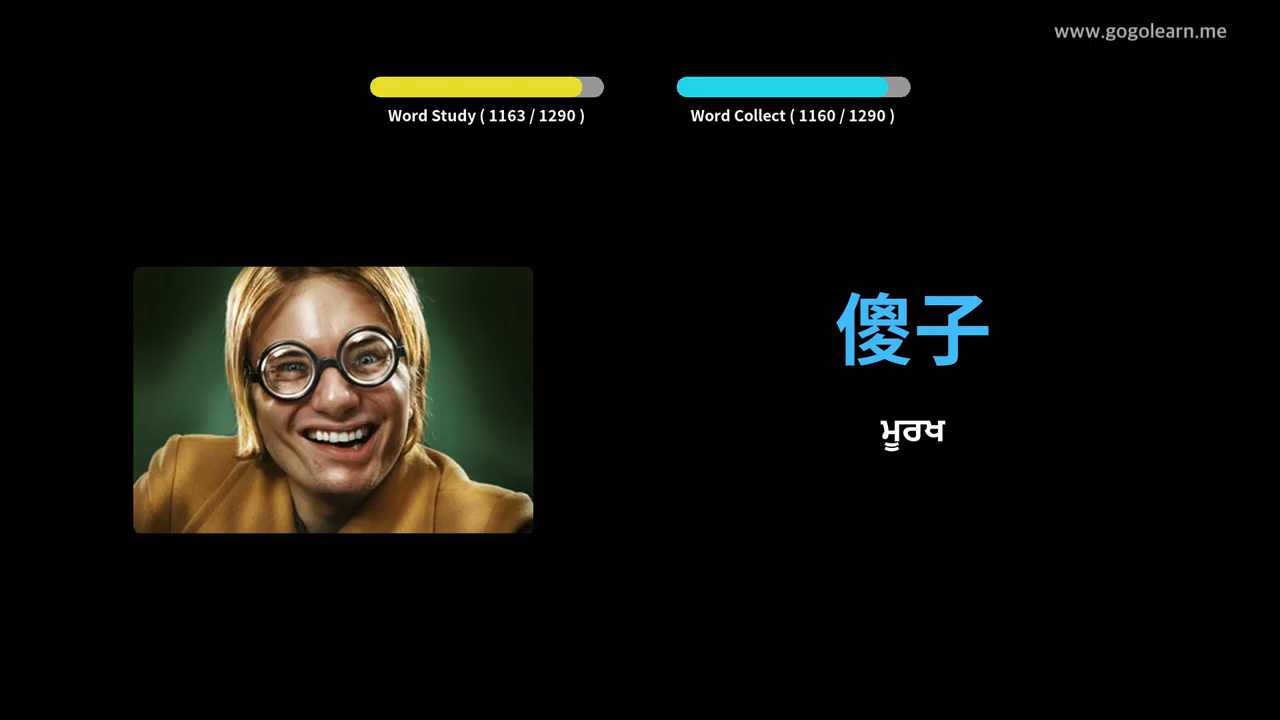 www.gogolearn.me
Word Study ( 1163 / 1290 )
Word Collect ( 1160 / 1290 )
傻子
ਮੂਰਖ